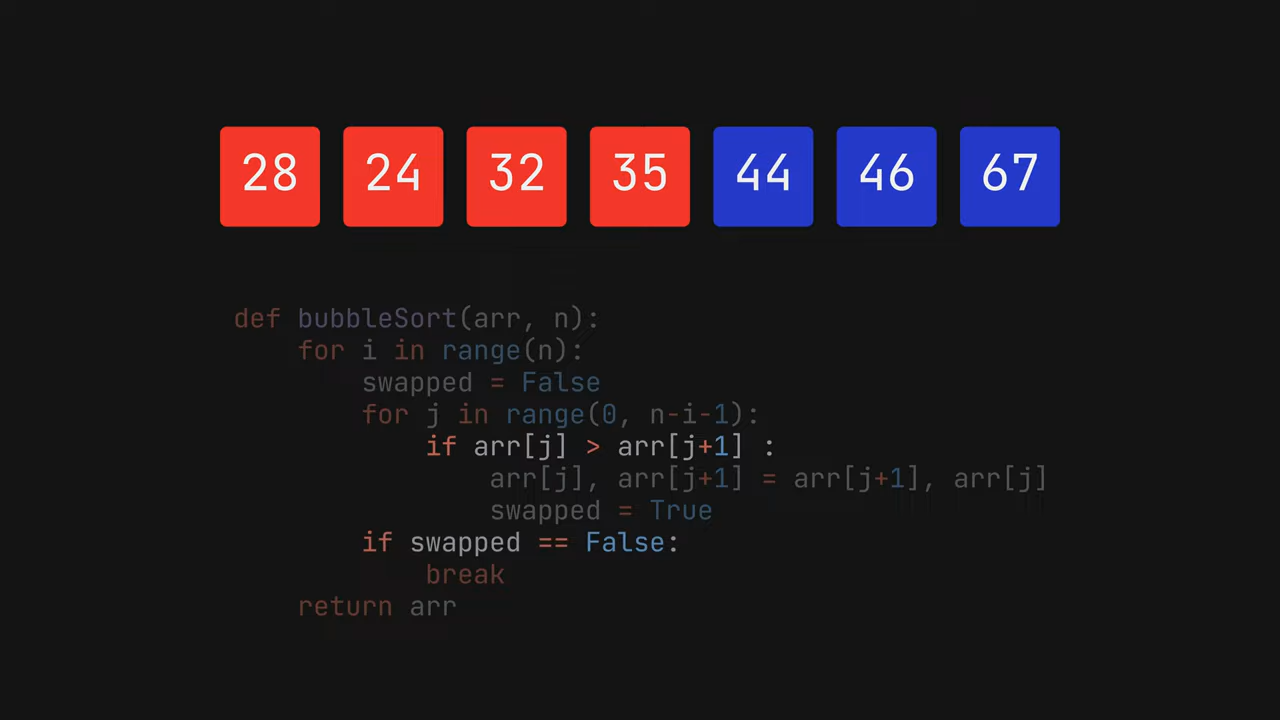 28 24 32 35 44 46 67
def bubbleSort(arr, n):
    for i in range(n):
        swapped = False
        for j in range(0, n-i-1):
            if arr[j] > arr[j+1] :
                arr[j], arr[j+1] = arr[j+1], arr[j]
                swapped = True
        if swapped == False:
            break
    return arr